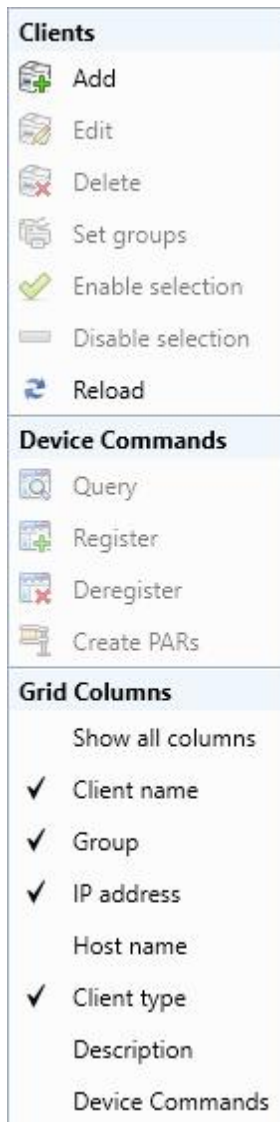 Clients
Add
Edit
Delete
Set groups
Enable selection
Disable selection
Reload
Device Commands
Query
Register
Deregister
Create PARs
Grid Columns
Show all columns
Client name
Group
IP address
Host name
Client type
Description
Device Commands